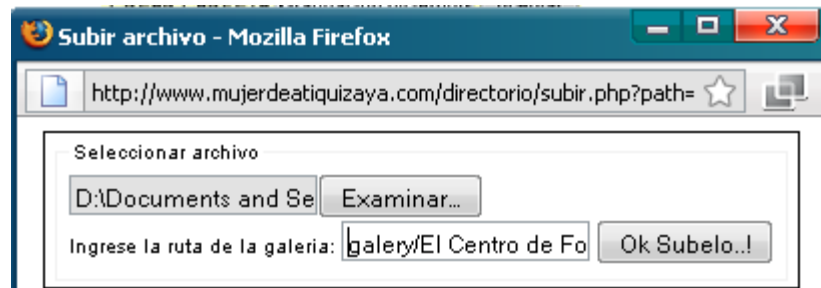 Subir archivo - Mozilla Firefox
http://www.mujerdeatiquizaya.com/directorio/subir.php?path=
Seleccionar archivo
D:\Documents and Se Examinar...
Ingrese la ruta de la galeria: galery/El Centro de Fo Ok Subelo..!